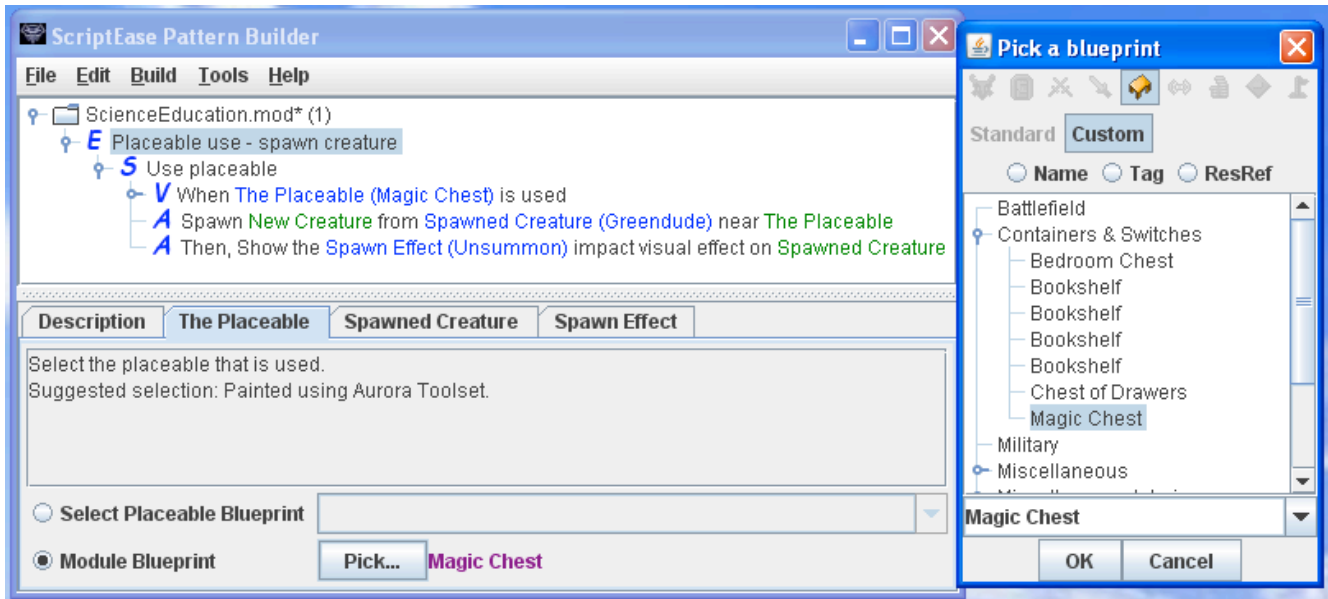 ScriptEase Pattern Builder
File Edit Build Tools Help
ScienceEducation.mod* (1)
E Placeable use - spawn creature
S Use placeable
V When The Placeable (Magic Chest) is used
A Spawn New Creature from Spawned Creature (Greendude) near The Placeable
A Then, Show the Spawn Effect (Unsummon) impact visual effect on Spawned Creature
Description The Placeable Spawned Creature Spawn Effect
Select the placeable that is used.
Suggested selection: Painted using Aurora Toolset.
Select Placeable Blueprint
Module Blueprint Pick... Magic Chest
Pick a blueprint
Standard Custom
Name Tag ResRef
Battlefield
Containers & Switches
Bedroom Chest
Bookshelf
Bookshelf
Bookshelf
Bookshelf
Chest of Drawers
Magic Chest
Military
Miscellaneous
Magic Chest
OK Cancel